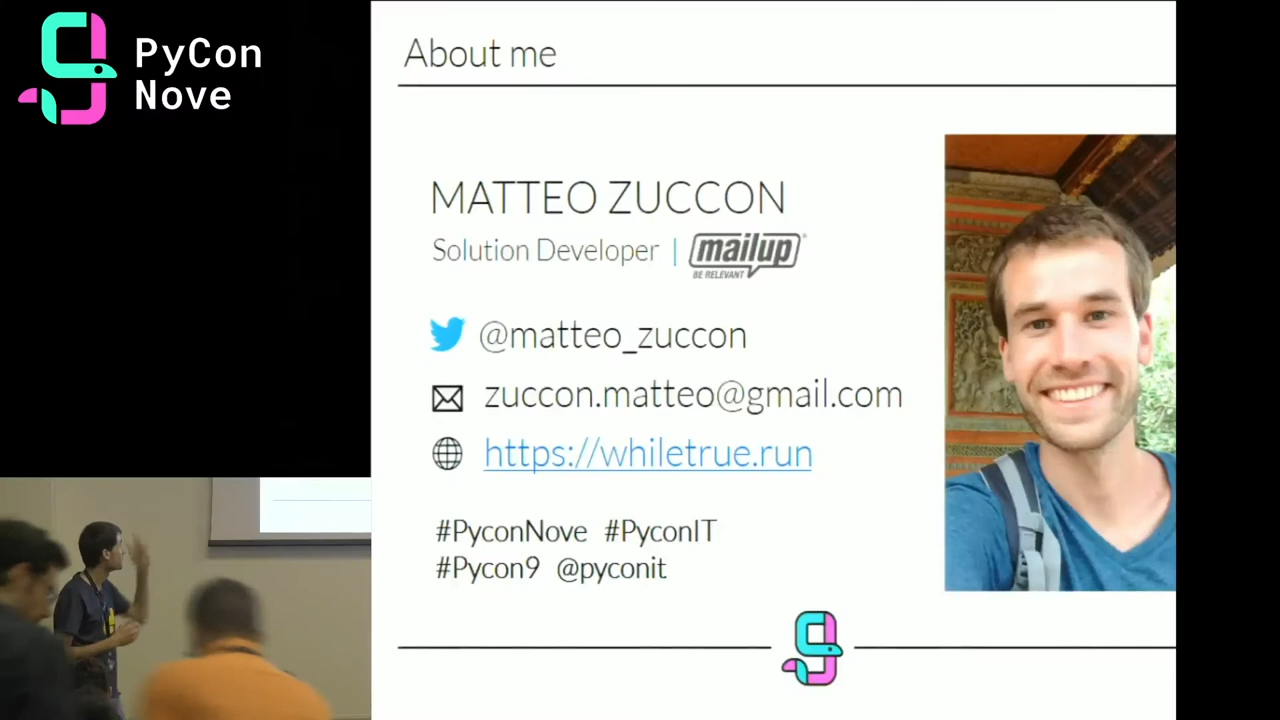 PyCon
Nove
About me
MATTEO ZUCCON
Solution Developer | mailup
BE RELEVANT
@matteo_zuccon
zuccon.matteo@gmail.com
https://whiletrue.run
#PyconNove #PyconIT
#Pycon9 @pyconit